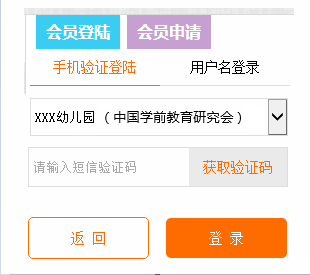 会员登陆 会员申请
手机验证登陆 用户名登录
XXX幼儿园 （中国学前教育研究会）
请输入短信验证码 获取验证码
返 回 登 录